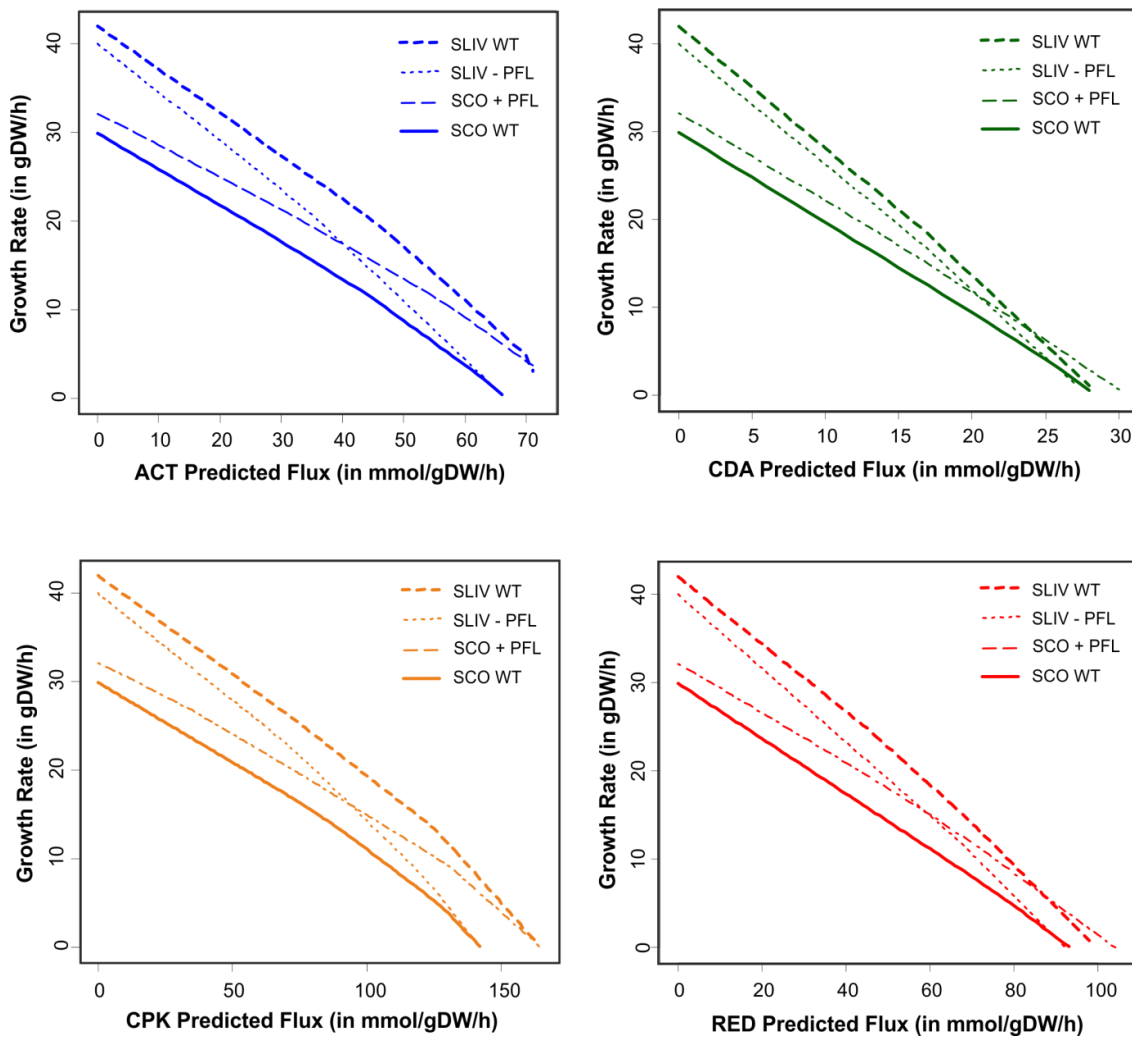 Growth Rate (in gDW/h)
40
30
20
10
0
SLIV WT
SLIV - PFL
SCO + PFL
SCO WT
0 10 20 30 40 50 60 70
ACT Predicted Flux (in mmol/gDW/h)
Growth Rate (in gDW/h)
40
30
20
10
0
SLIV WT
SLIV - PFL
SCO + PFL
SCO WT
0 5 10 15 20 25 30
CDA Predicted Flux (in mmol/gDW/h)
Growth Rate (in gDW/h)
40
30
20
10
0
SLIV WT
SLIV - PFL
SCO + PFL
SCO WT
0 50 100 150
CPK Predicted Flux (in mmol/gDW/h)
Growth Rate (in gDW/h)
40
30
20
10
0
SLIV WT
SLIV - PFL
SCO + PFL
SCO WT
0 20 40 60 80 100
RED Predicted Flux (in mmol/gDW/h)